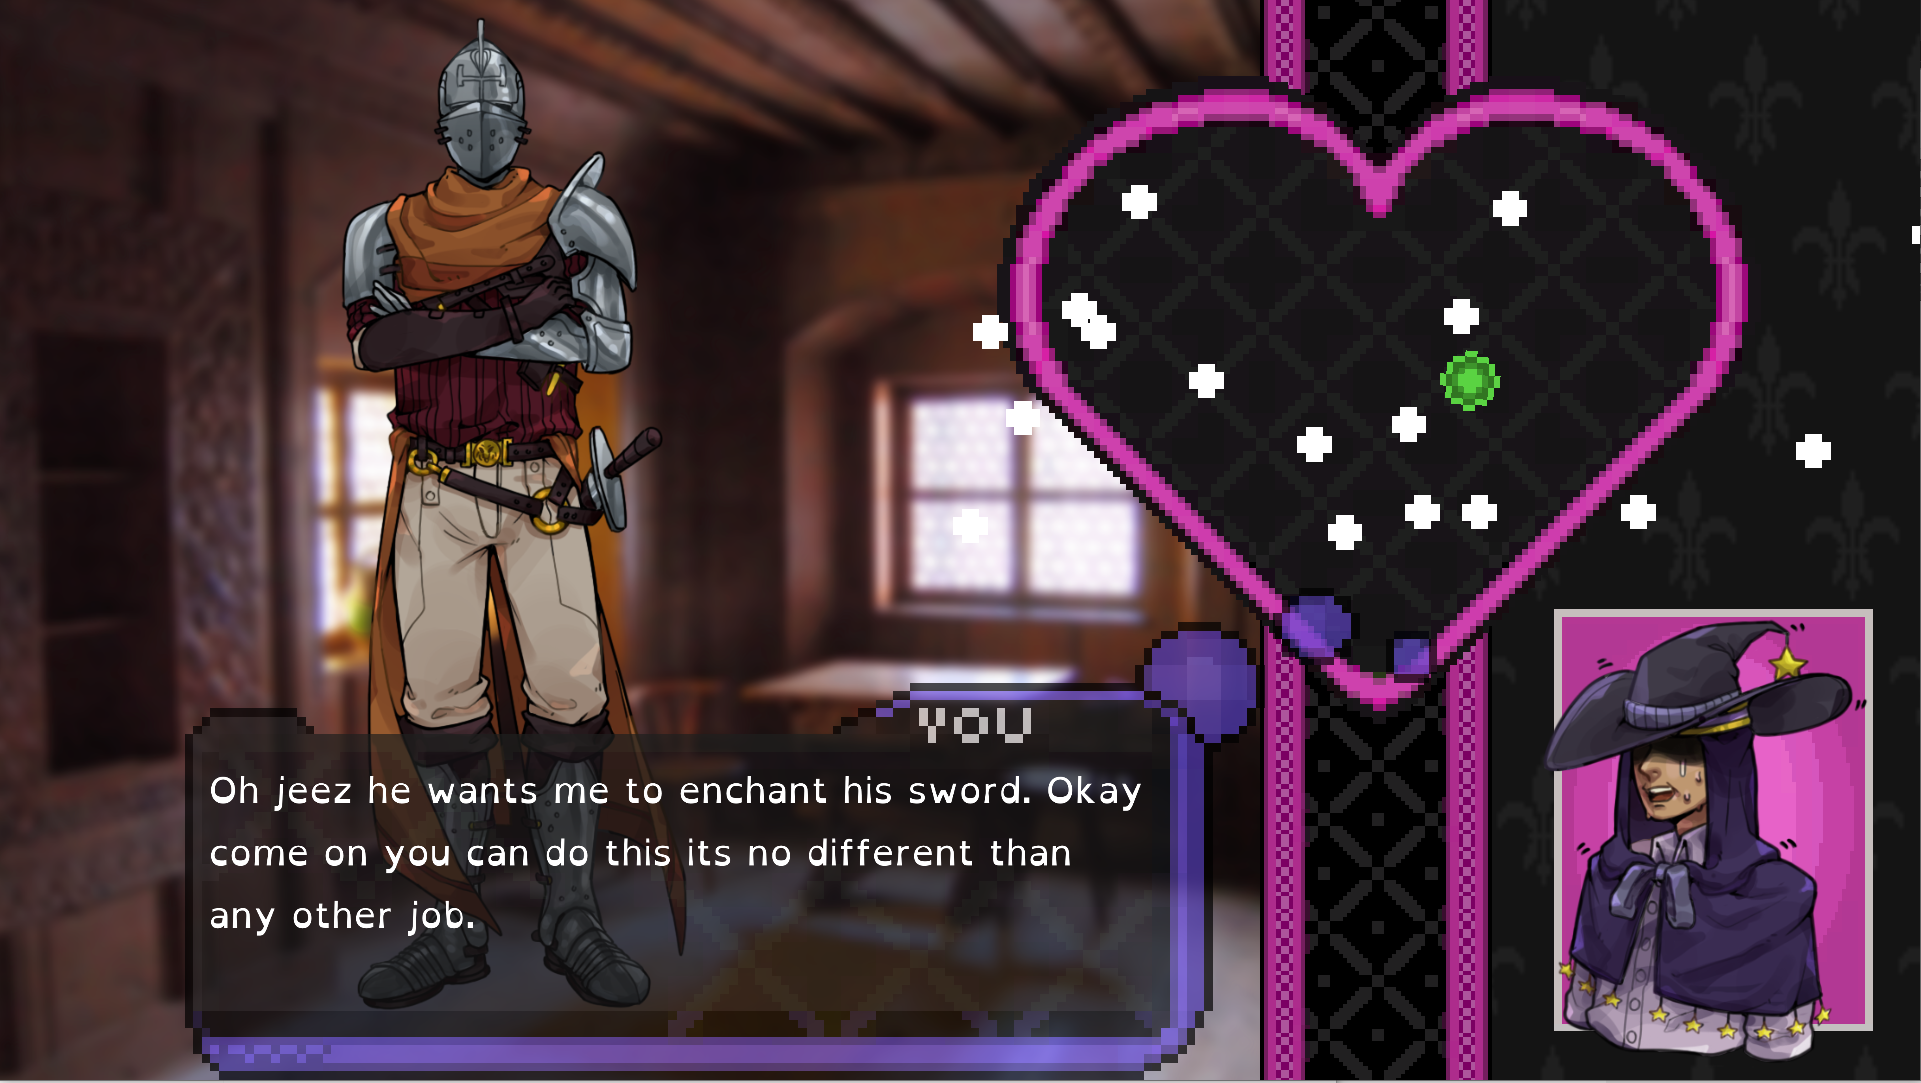 YOU
Oh jeez he wants me to enchant his sword. Okay
come on you can do this its no different than
any other job.